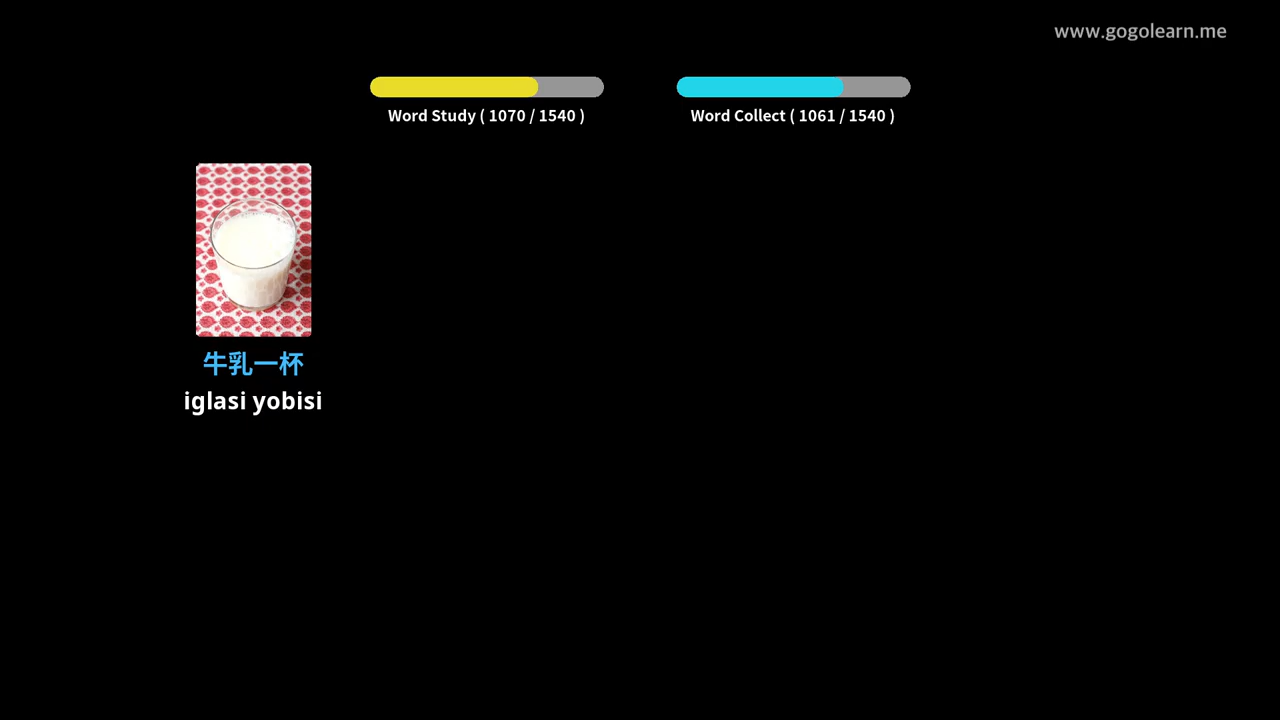 www.gogolearn.me
Word Study ( 1070 / 1540 )
Word Collect ( 1061 / 1540 )
牛乳一杯
iglasi yobisi